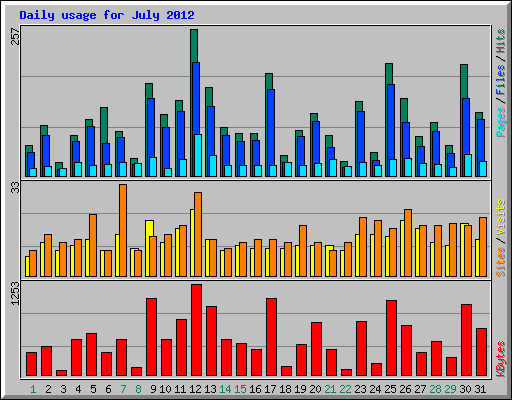 Daily usage for July 2012
257
Pages / Files / Hits
33
Sites / Visits
1253
KBytes
1 2 3 4 5 6 7 8 9 10 11 12 13 14 15 16 17 18 19 20 21 22 23 24 25 26 27 28 29 30 31